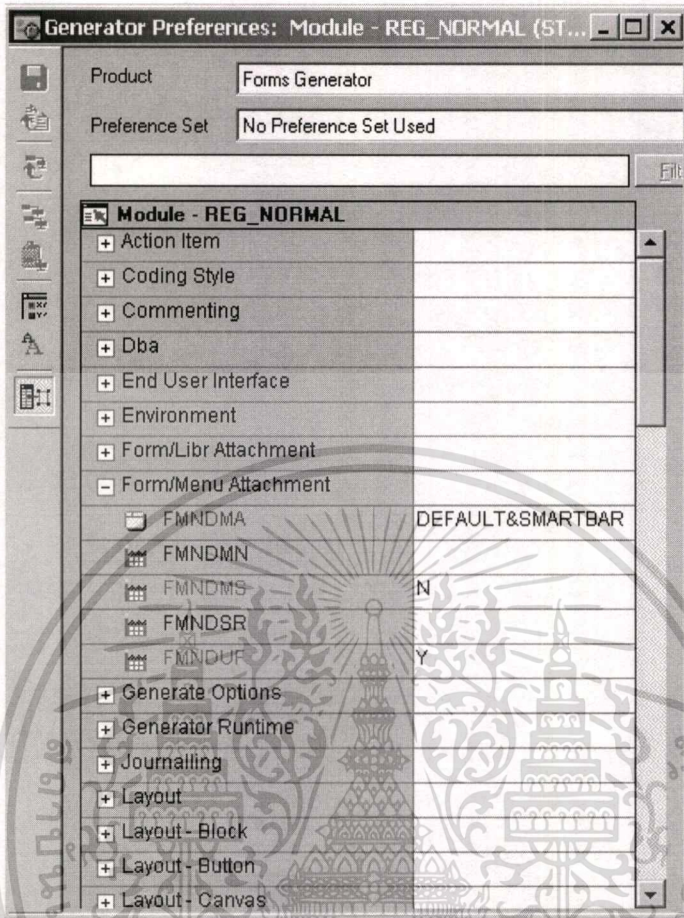 Generator Preferences: Module - REG_NORMAL (ST...
Product Forms Generator
Preference Set No Preference Set Used
Filt
Module - REG_NORMAL
Action Item
Coding Style
Commenting
Dba
End User Interface
Environment
Form/Libr Attachment
Form/Menu Attachment
FMNDMA DEFAULT&SMARTBAR
FMNDMN
FMNDMS N
FMNDSR
FMNDUF Y
Generate Options
Generator Runtime
Journalling
Layout
Layout - Block
Layout - Button
Layout - Canvas